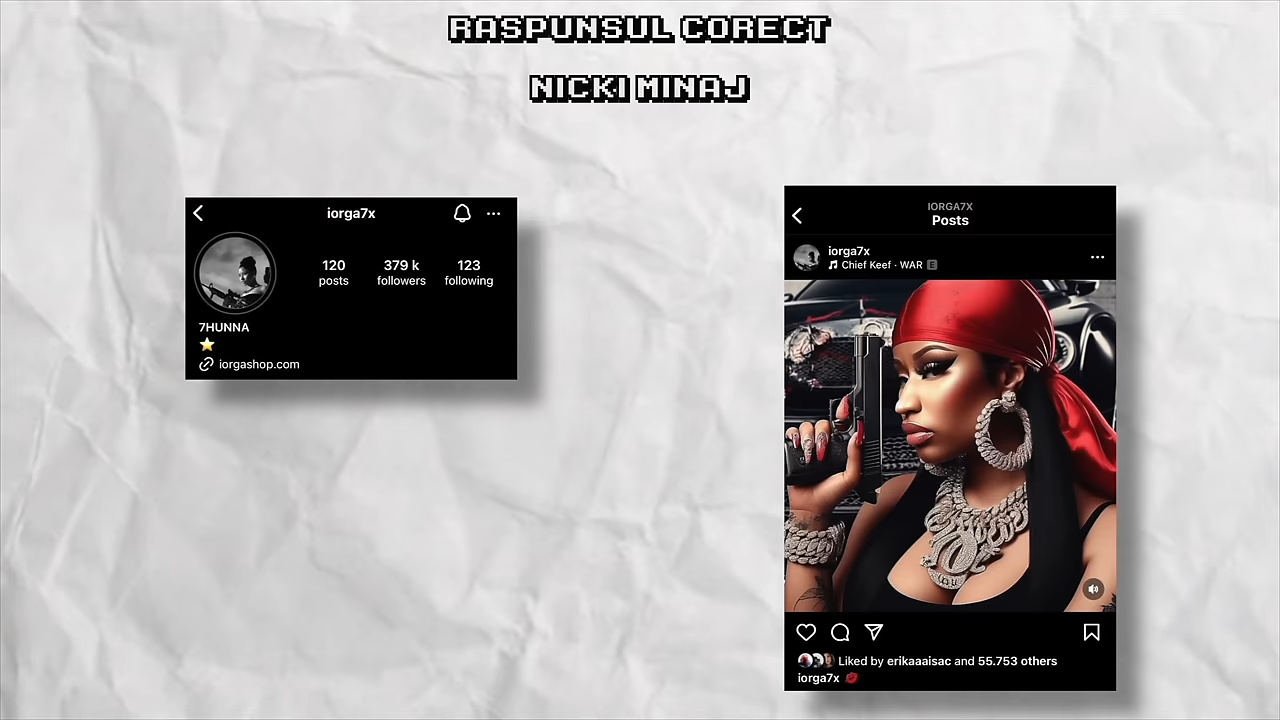 RASPUNSUL CORECT
NICKI MINAJ
iorga7x
120 379 k 123
posts followers following
7HUNNA
iorgashop.com
IORGA7X
Posts
iorga7x
Chief Keef · WAR E
Liked by erikaaaisac and 55.753 others
iorga7x